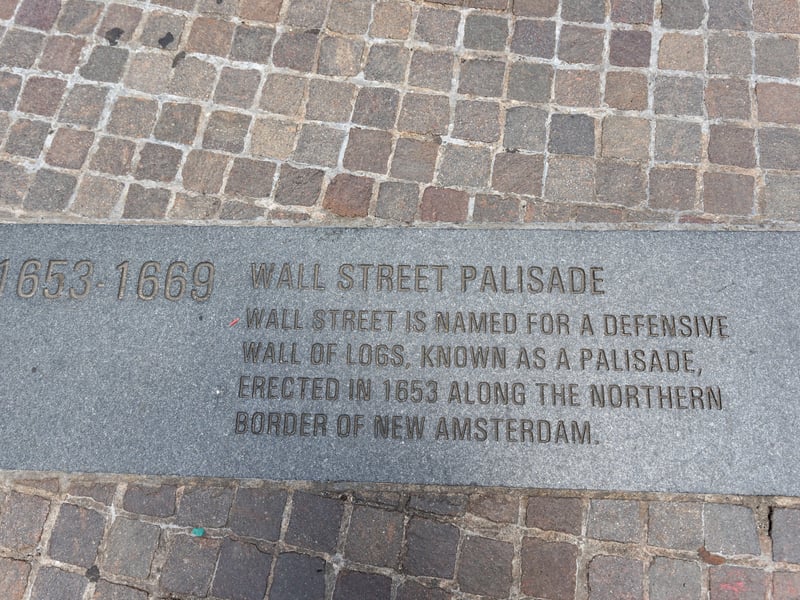 1653-1669
WALL STREET PALISADE
WALL STREET IS NAMED FOR A DEFENSIVE
WALL OF LOGS, KNOWN AS A PALISADE,
ERECTED IN 1653 ALONG THE NORTHERN
BORDER OF NEW AMSTERDAM.